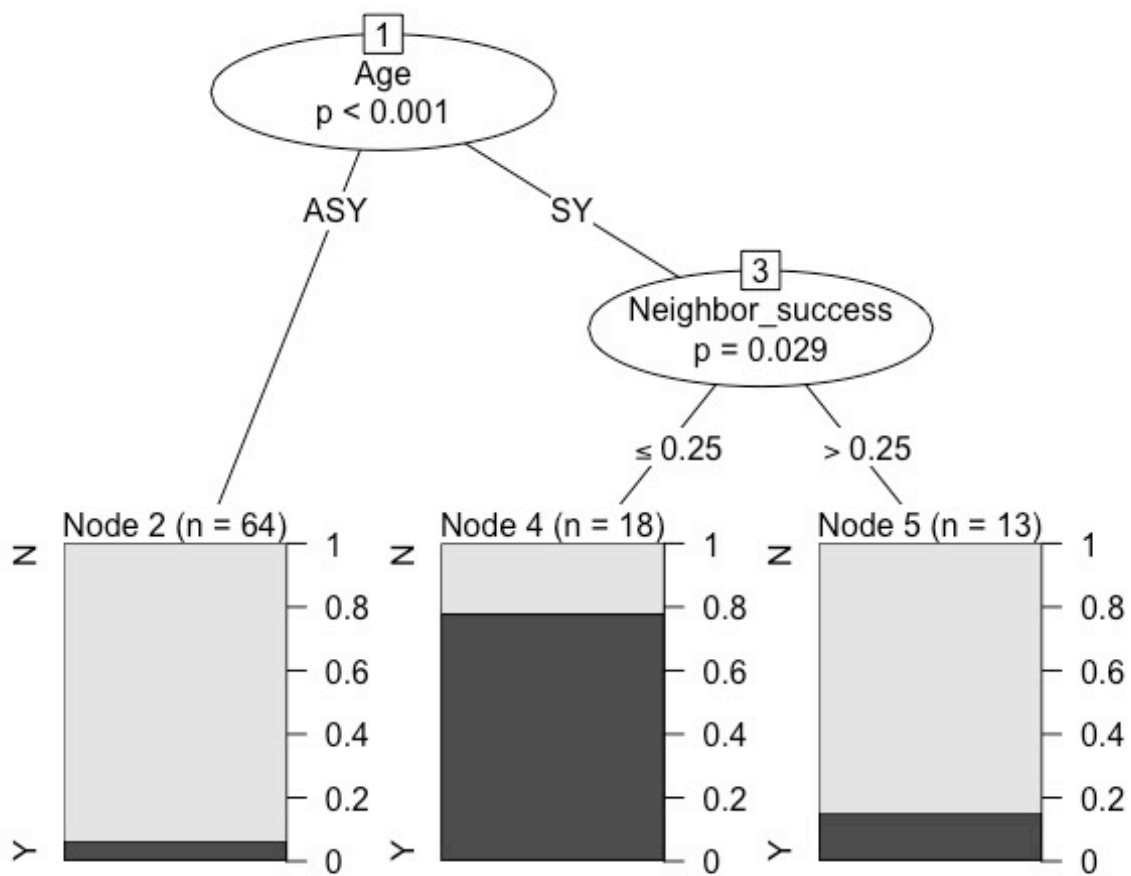 1
Age
p < 0.001
ASY
SY
3
Neighbor_success
p = 0.029
≤ 0.25
> 0.25
Node 2 (n = 64)
N
Y
1
0.8
0.6
0.4
0.2
0
Node 4 (n = 18)
N
Y
1
0.8
0.6
0.4
0.2
0
Node 5 (n = 13)
N
Y
1
0.8
0.6
0.4
0.2
0